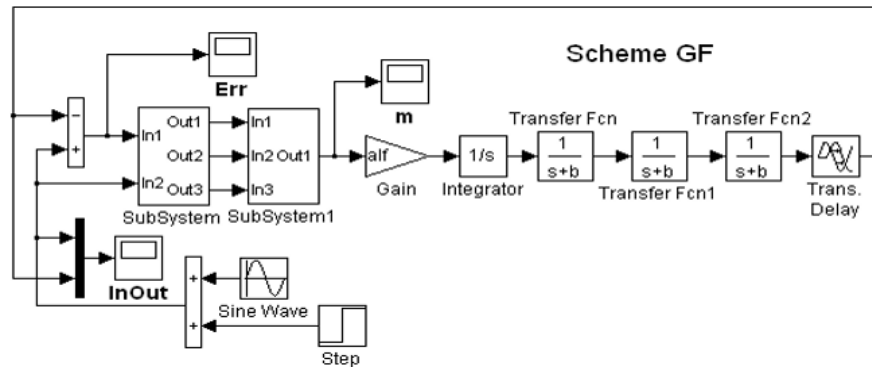 Scheme GF
Err
m
−
+
In1
In2
Out1
Out2
Out3
SubSystem
In1
In2
In3
Out1
SubSystem1
alf
Gain
1/s
Integrator
Transfer Fcn
1
s+b
1
s+b
Transfer Fcn1
Transfer Fcn2
1
s+b
Trans.
Delay
InOut
+
+
Sine Wave
Step